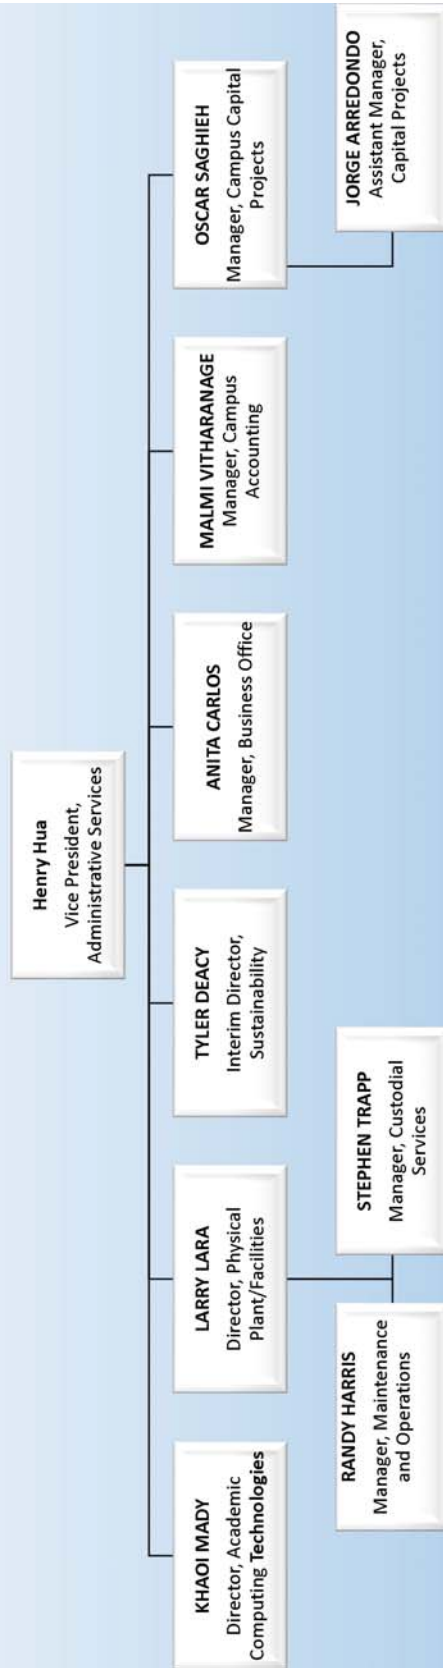 Henry Hua
Vice President,
Administrative Services
KHAOI MADY
Director, Academic
Computing Technologies
LARRY LARA
Director, Physical
Plant/Facilities
TYLER DEACY
Interim Director,
Sustainability
ANITA CARLOS
Manager, Business Office
MALMI VITHARANAGE
Manager, Campus
Accounting
OSCAR SAGHIEH
Manager, Campus Capital
Projects
RANDY HARRIS
Manager, Maintenance
and Operations
STEPHEN TRAPP
Manager, Custodial
Services
JORGE ARREDONDO
Assistant Manager,
Capital Projects